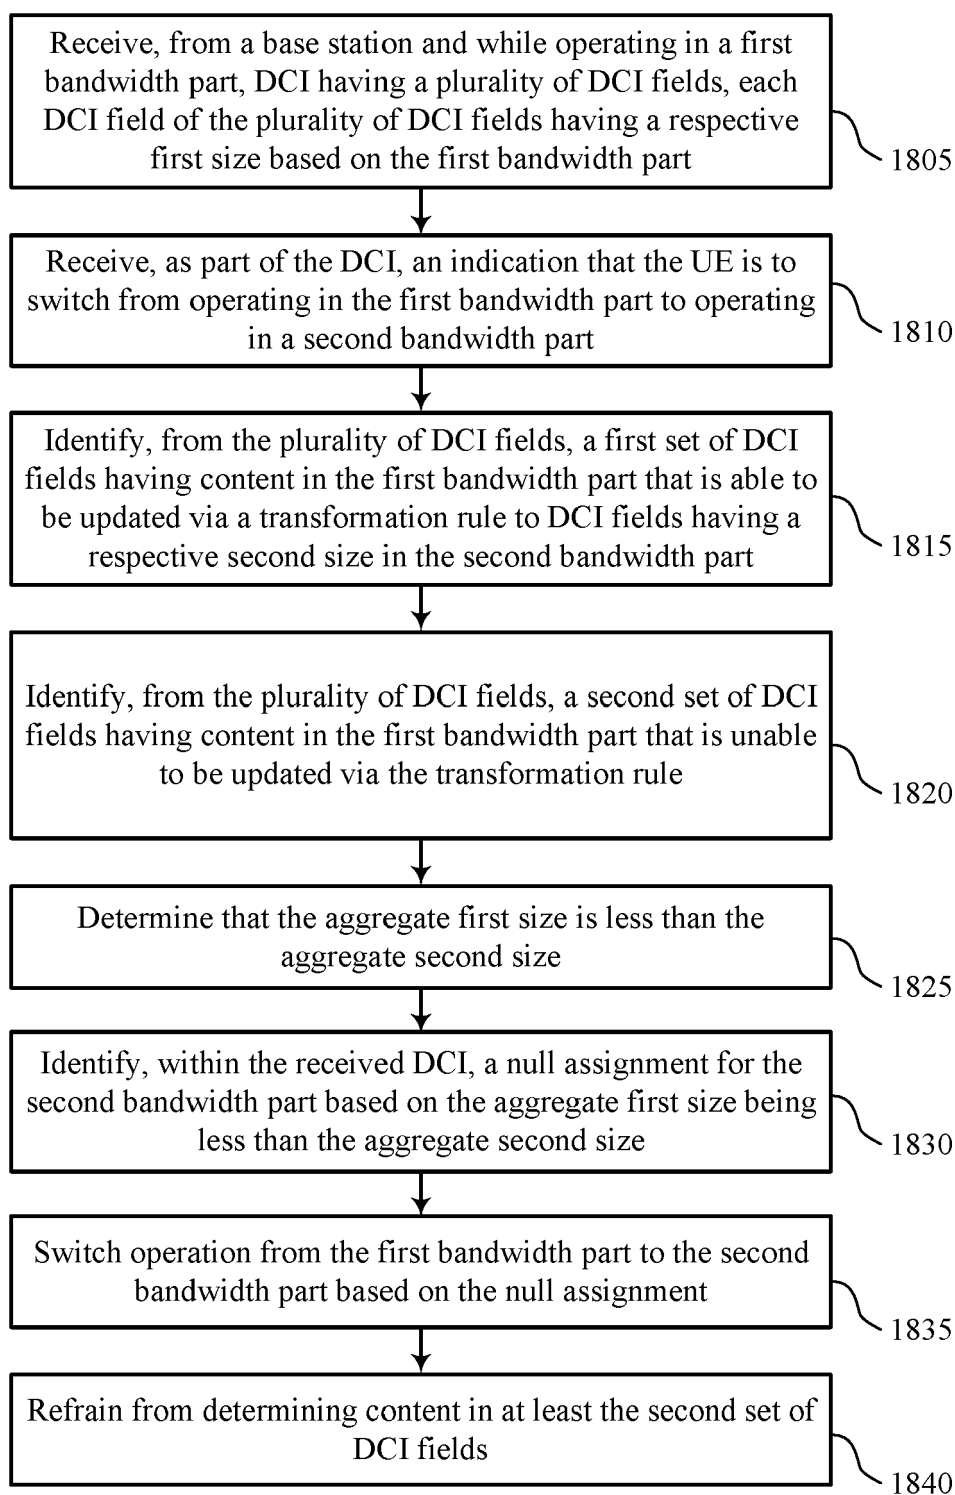 Receive, from a base station and while operating in a first
bandwidth part, DCI having a plurality of DCI fields, each
DCI field of the plurality of DCI fields having a respective
first size based on the first bandwidth part
1805
Receive, as part of the DCI, an indication that the UE is to
switch from operating in the first bandwidth part to operating
in a second bandwidth part
1810
Identify, from the plurality of DCI fields, a first set of DCI
fields having content in the first bandwidth part that is able to
be updated via a transformation rule to DCI fields having a
respective second size in the second bandwidth part
1815
Identify, from the plurality of DCI fields, a second set of DCI
fields having content in the first bandwidth part that is unable
to be updated via the transformation rule
1820
Determine that the aggregate first size is less than the
aggregate second size
1825
Identify, within the received DCI, a null assignment for the
second bandwidth part based on the aggregate first size being
less than the aggregate second size
1830
Switch operation from the first bandwidth part to the second
bandwidth part based on the null assignment
1835
Refrain from determining content in at least the second set of
DCI fields
1840